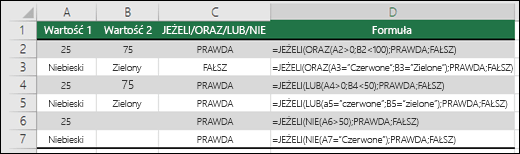 A B C D
1 Wartość 1 Wartość 2 JEŻELI/ORAZ/LUB/NIE Formuła
2 25 75 PRAWDA =JEŻELI(ORAZ(A2>0;B2<100);PRAWDA;FAŁSZ)
3 Niebieski Zielony FAŁSZ =JEŻELI(ORAZ(A3="Czerwone";B3="Zielone");PRAWDA;FAŁSZ)
4 25 75 PRAWDA =JEŻELI(LUB(A4>0;B4<50);PRAWDA;FAŁSZ)
5 Niebieski Zielony PRAWDA =JEŻELI(LUB(a5="czerwone";B5="zielone");PRAWDA;FAŁSZ)
6 25 PRAWDA =JEŻELI(NIE(A6>50);PRAWDA;FAŁSZ)
7 Niebieski PRAWDA =JEŻELI(NIE(A7="Czerwone");PRAWDA;FAŁSZ)